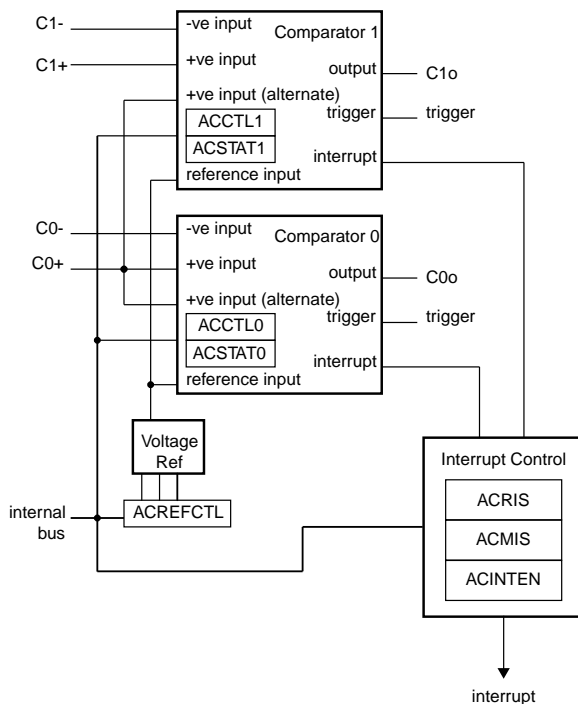 C1-
-ve input
Comparator 1
C1+
+ve input
output
C1o
+ve input (alternate)
trigger
trigger
ACCTL1
ACSTAT1
interrupt
reference input
C0-
-ve input
Comparator 0
C0+
+ve input
output
C0o
+ve input (alternate)
trigger
trigger
ACCTL0
ACSTAT0
interrupt
reference input
Voltage
Ref
internal
bus
ACREFCTL
Interrupt Control
ACRIS
ACMIS
ACINTEN
interrupt